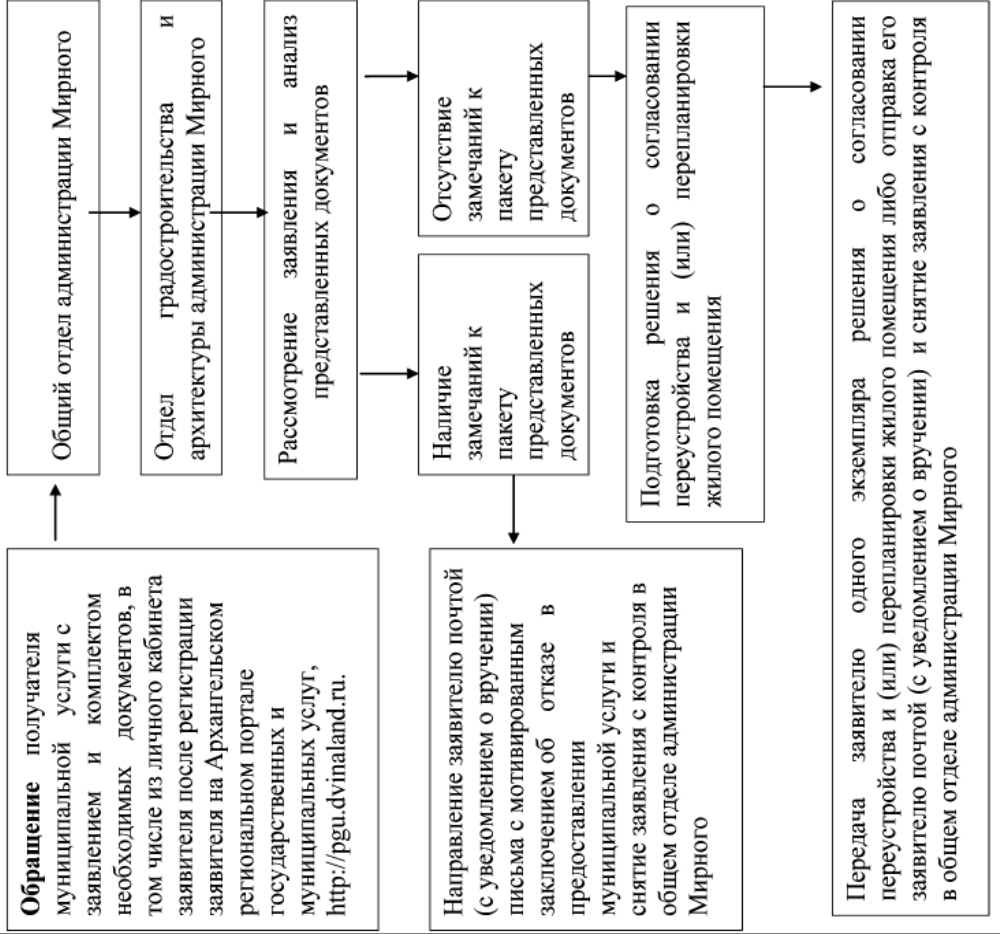 Обращение получателя
муниципальной услуги с
заявлением и комплектом
необходимых документов, в
том числе из личного кабинета
заявителя после регистрации
заявителя на Архангельском
региональном портале
государственных и
муниципальных услуг,
http://pgu.dvinaland.ru.
Общий отдел администрации Мирного
Отдел градостроительства и
архитектуры администрации Мирного
Рассмотрение заявления и анализ
представленных документов
Наличие
замечаний к
пакету
представленных
документов
Отсутствие
замечаний к
пакету
представленных
документов
Направление заявителю почтой
(с уведомлением о вручении)
письма с мотивированным
заключением об отказе в
предоставлении
муниципальной услуги и
снятие заявления с контроля в
общем отделе администрации
Мирного
Подготовка решения о согласовании
переустройства и (или) перепланировки
жилого помещения
Передача заявителю одного экземпляра решения о согласовании
переустройства и (или) перепланировки жилого помещения либо отправка его
заявителю почтой (с уведомлением о вручении) и снятие заявления с контроля
в общем отделе администрации Мирного